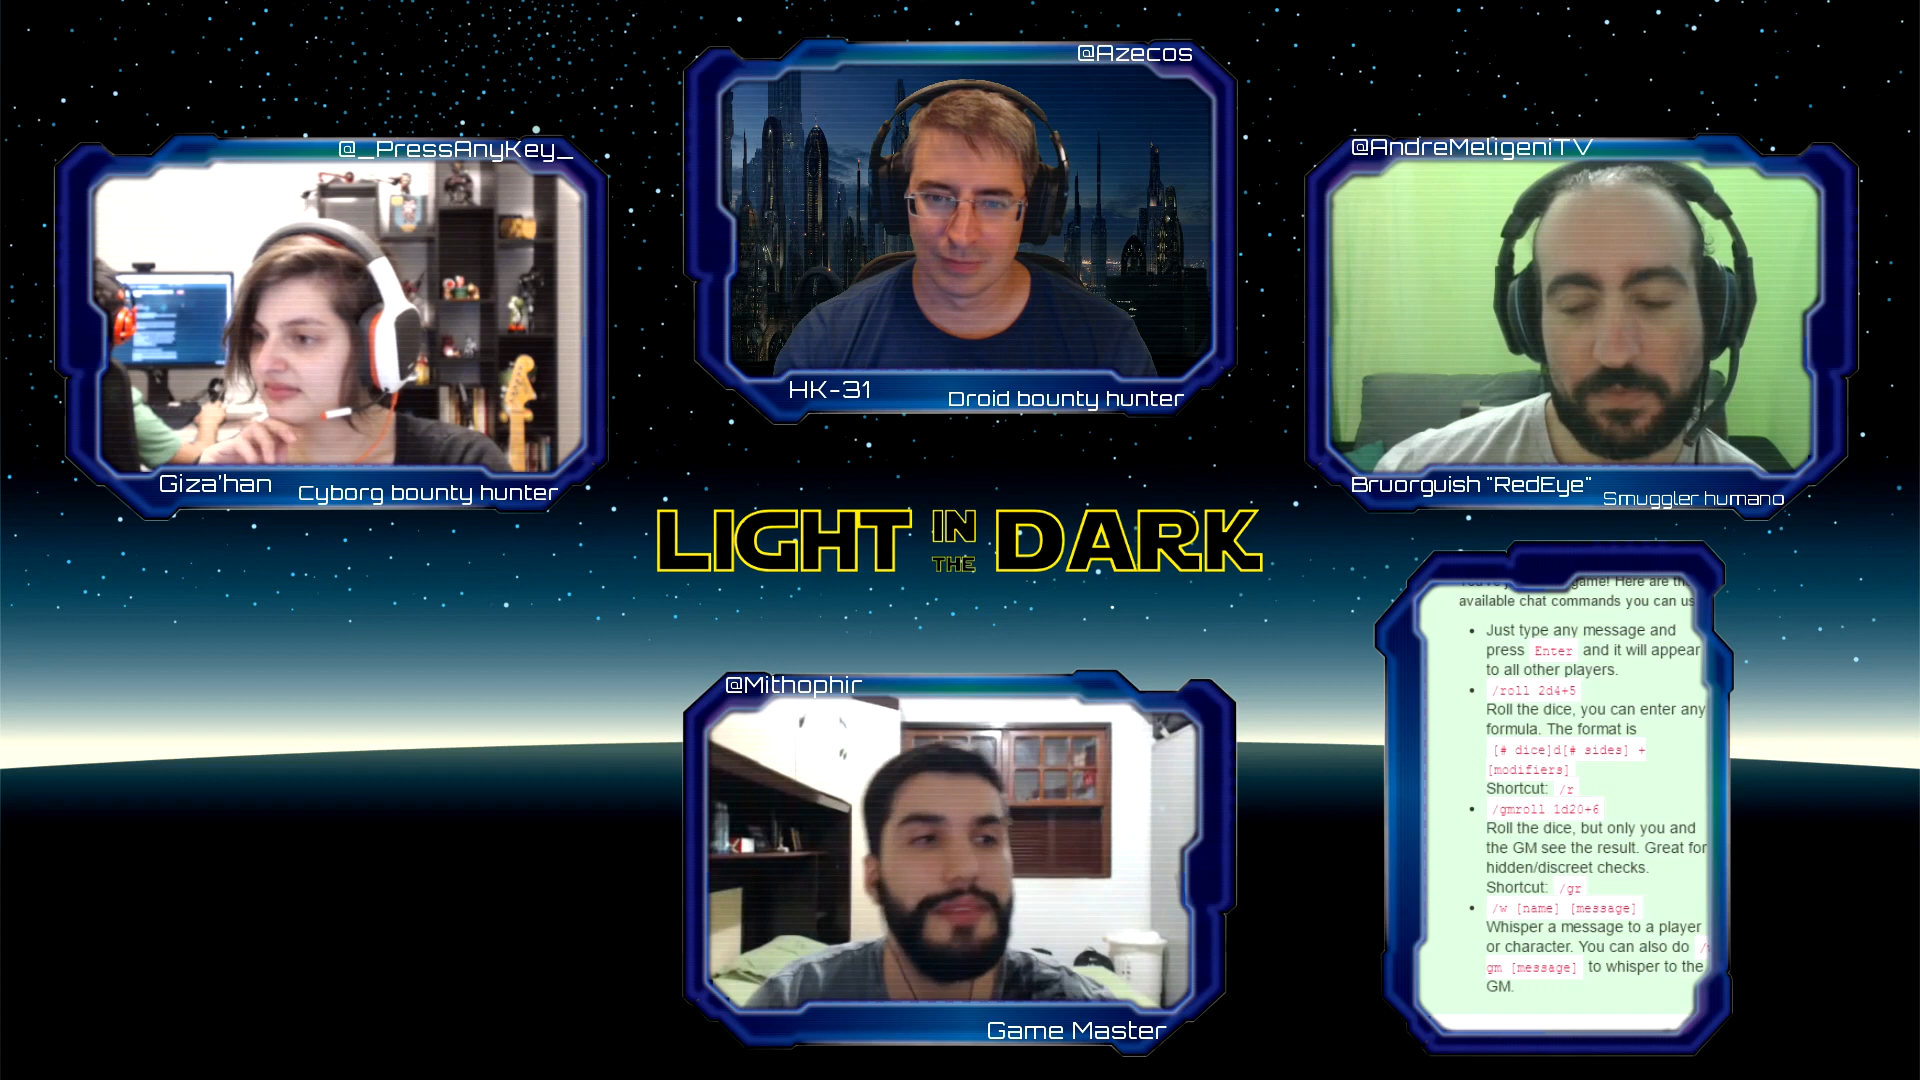 @Azecos
@_PressAnyKey_
@AndreMeligeniTV
HK-31
Droid bounty hunter
Giza'han
Cyborg bounty hunter
Bruorguish "RedEye"
Smuggler humano
LIGHT IN THE DARK
game! Here are
available chat commands you can us
• Just type any message and
press Enter and it will appear
to all other players.
• /roll 2d4+5
Roll the dice, you can enter any
formula. The format is
[# dice]d[# sides] +
[modifiers]
Shortcut: /r
• /gmroll 1d20+6
Roll the dice, but only you and
the GM see the result. Great for
hidden/discreet checks.
Shortcut: /gr
• /w [name] [message]
Whisper a message to a player
or character. You can also do
gm [message] to whisper to the
GM.
@Mithophir
Game Master